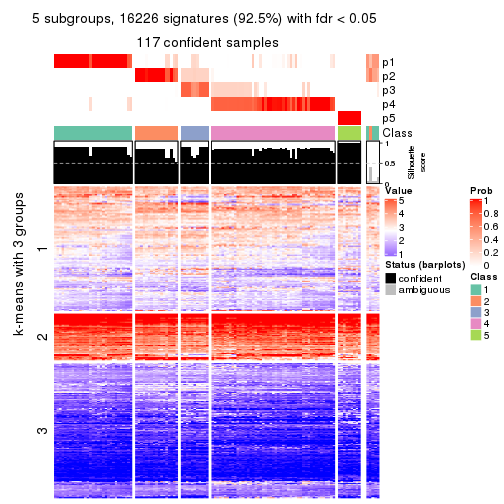 5 subgroups, 16226 signatures (92.5%) with fdr < 0.05
117 confident samples
p1
p2
p3
p4
p5
Class
1
0.5
0
Silhouette
score
k-means with 3 groups
1
2
3
Value
5
4
3
2
1
Status (barplots)
confident
ambiguous
Prob
1
0.8
0.6
0.4
0.2
0
Class
1
2
3
4
5